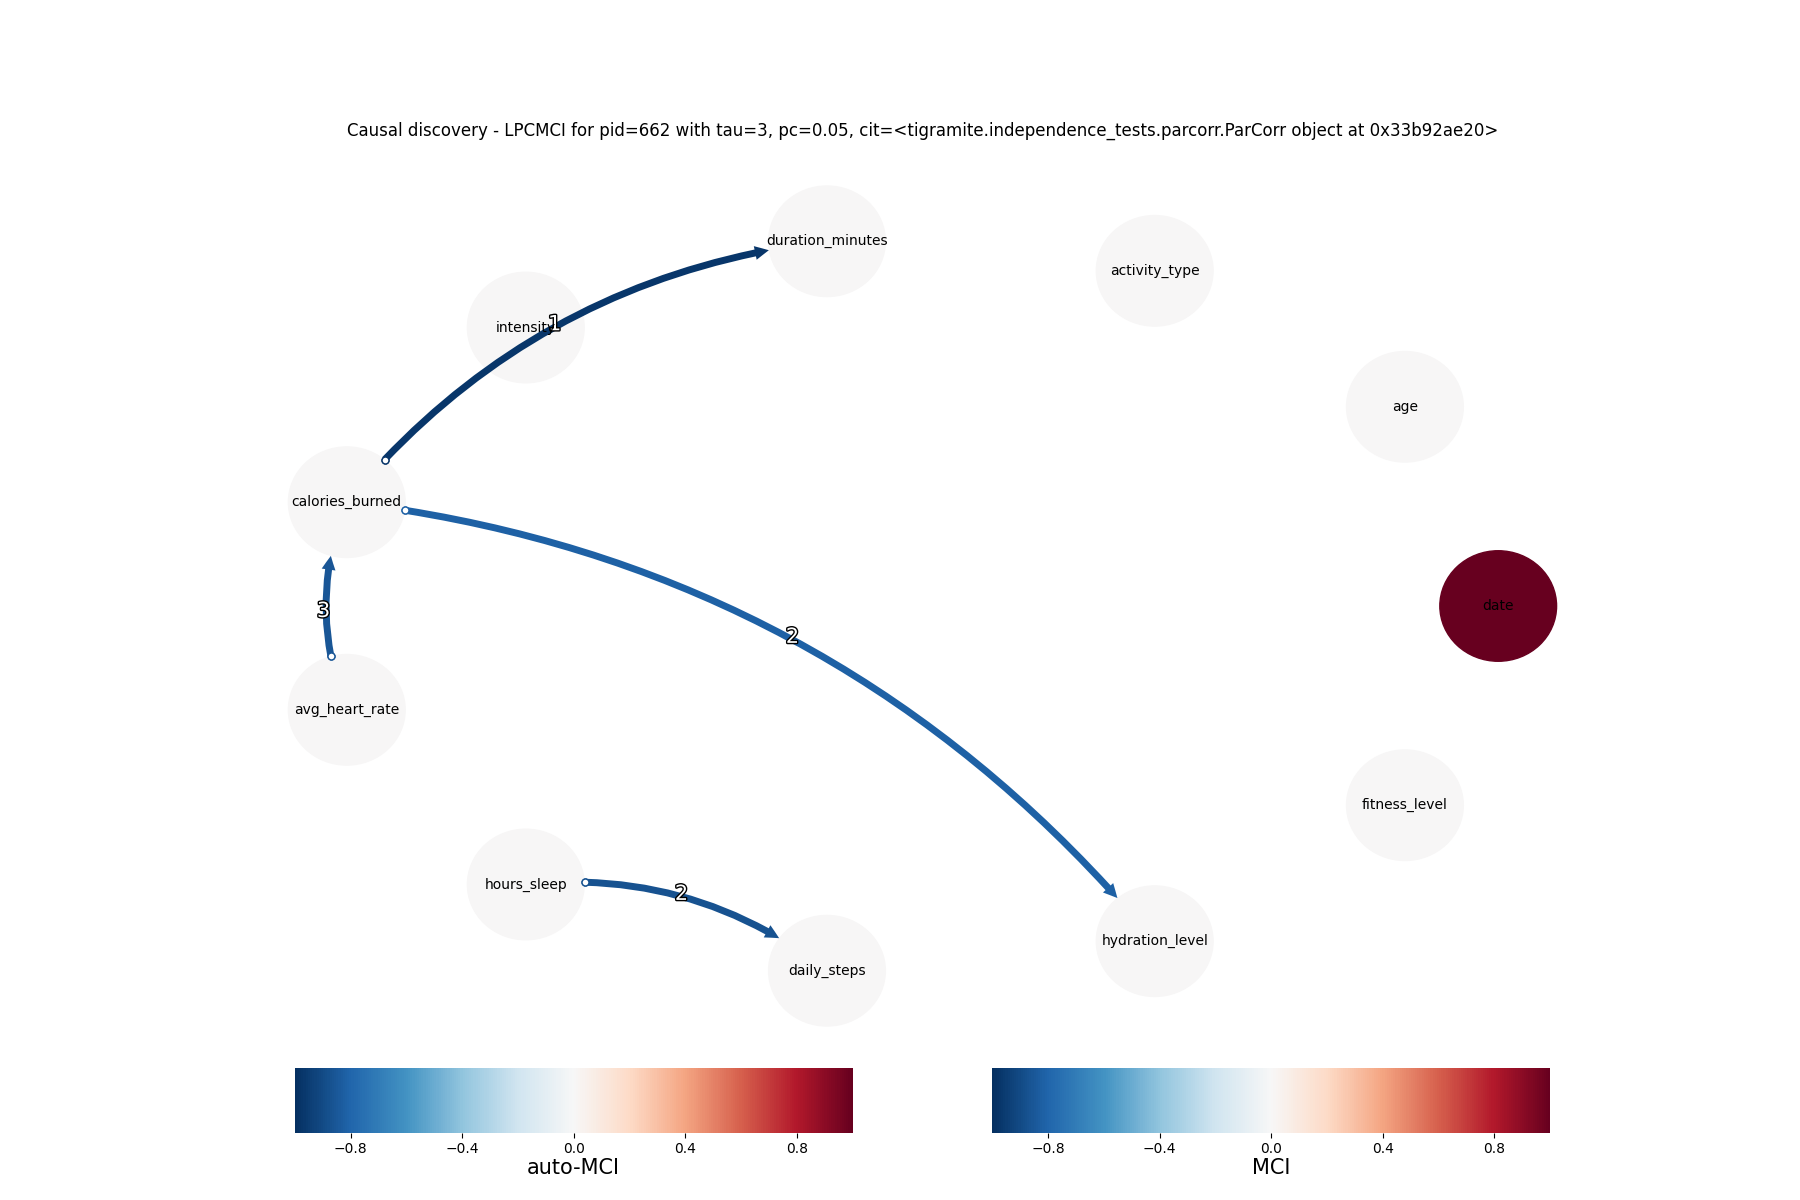 Causal discovery - LPCMCI for pid=662 with tau=3, pc=0.05, cit=<tigramite.independence_tests.parcorr.ParCorr object at 0x33b92ae20>
duration_minutes
activity_type
intensity
1
age
calories_burned
date
3
2
avg_heart_rate
fitness_level
hours_sleep
2
hydration_level
daily_steps
−0.8 −0.4 0.0 0.4 0.8
auto-MCI
−0.8 −0.4 0.0 0.4 0.8
MCI